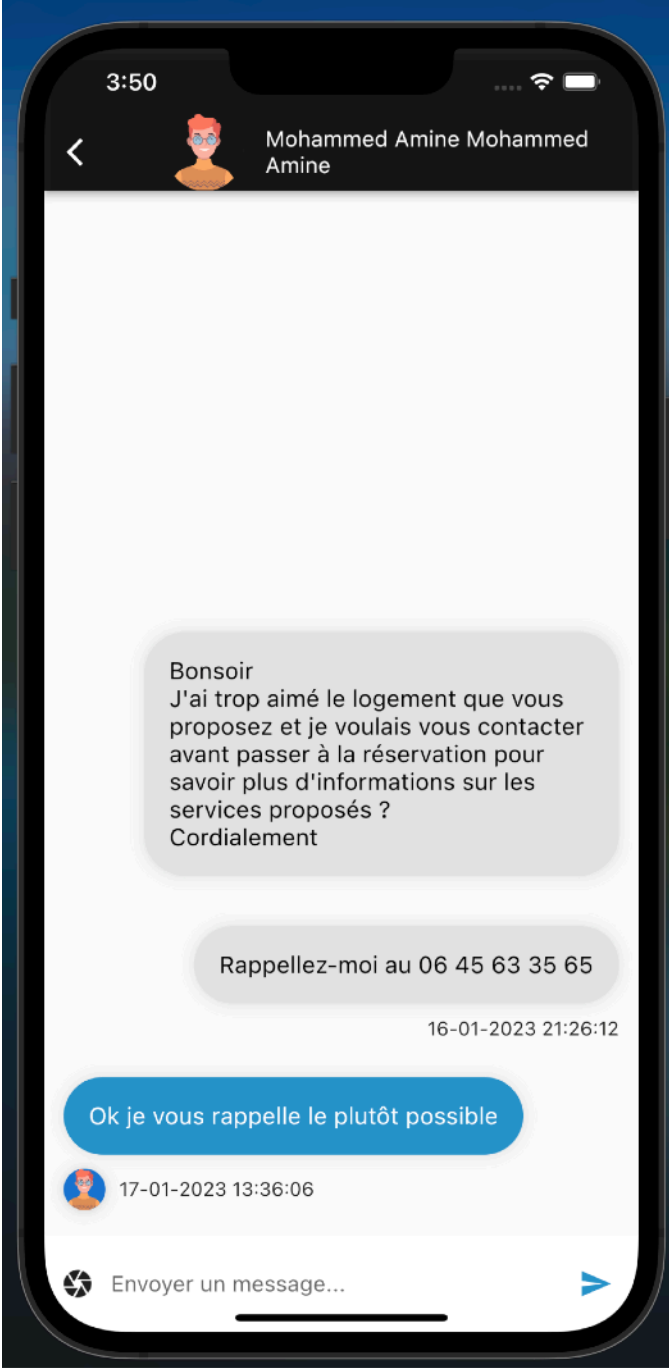 3:50
Mohammed Amine Mohammed
Amine
Bonsoir
J'ai trop aimé le logement que vous
proposez et je voulais vous contacter
avant passer à la réservation pour
savoir plus d'informations sur les
services proposés ?
Cordialement
Rappellez-moi au 06 45 63 35 65
16-01-2023 21:26:12
Ok je vous rappelle le plutôt possible
17-01-2023 13:36:06
Envoyer un message...